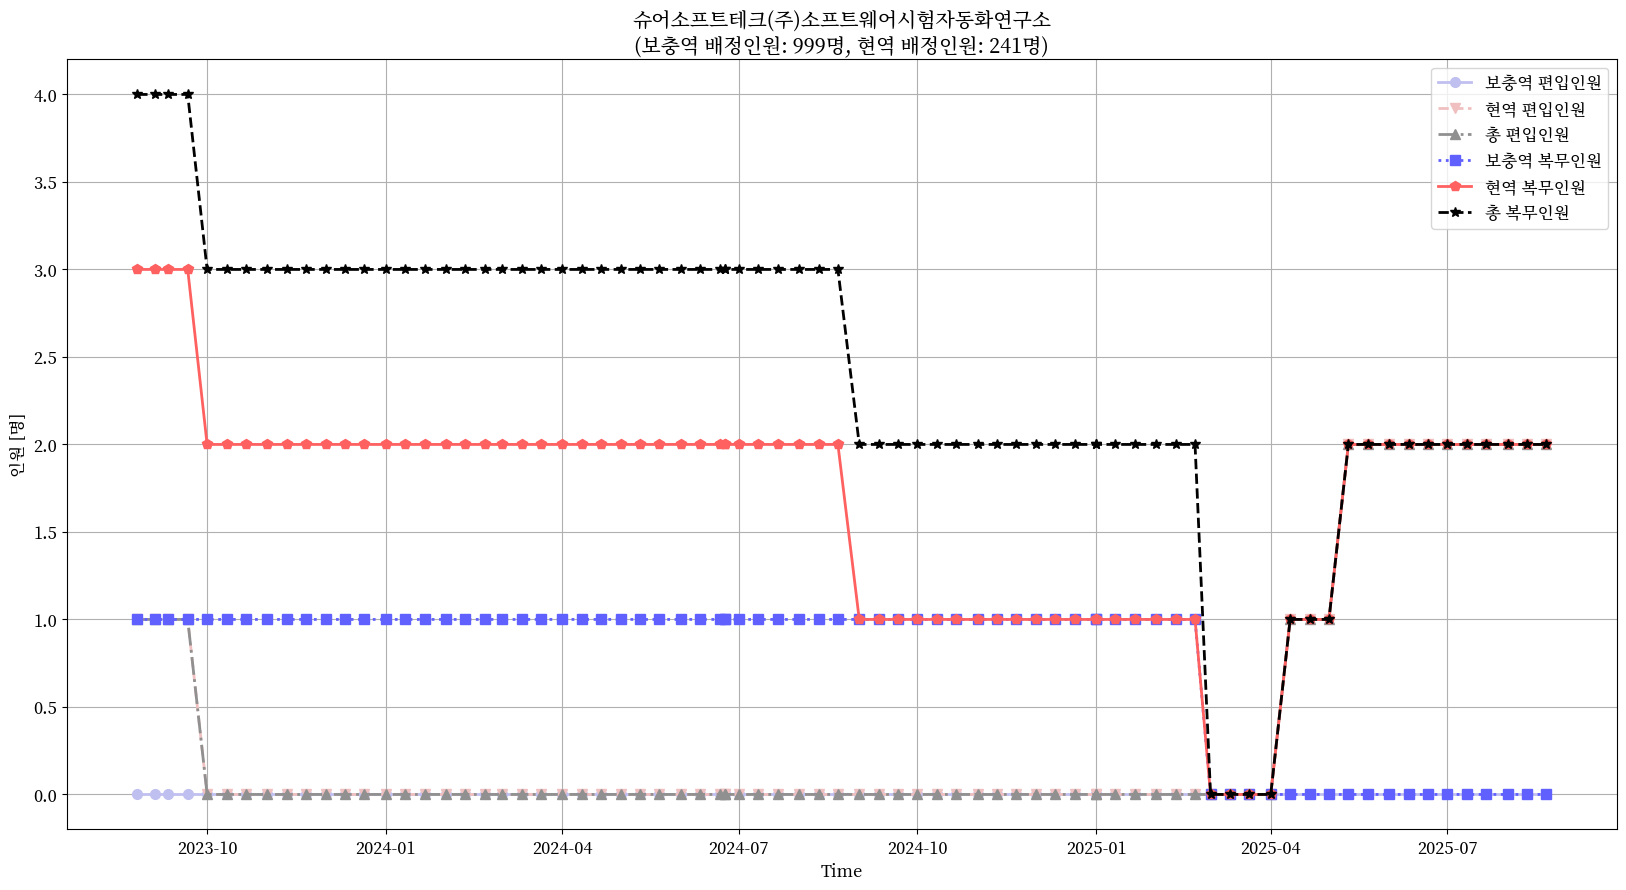 슈어소프트테크(주)소프트웨어시험자동화연구소
(보충역 배정인원: 999명, 현역 배정인원: 241명)
보충역 편입인원
현역 편입인원
총 편입인원
보충역 복무인원
현역 복무인원
총 복무인원
인원 [명]
4.0
3.5
3.0
2.5
2.0
1.5
1.0
0.5
0.0
2023-10
2024-01
2024-04
2024-07
2024-10
2025-01
2025-04
2025-07
Time